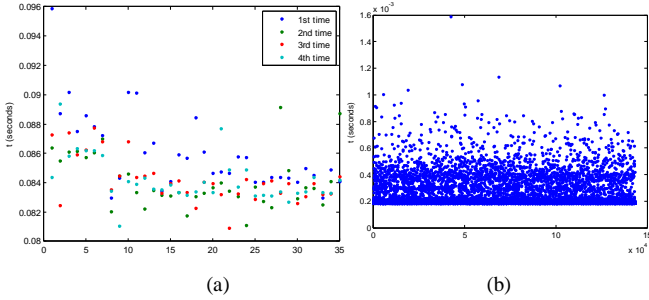 0.096
0.094
0.092
0.09
0.088
0.086
0.084
0.082
0.08
t (seconds)
0 5 10 15 20 25 30 35
1st time
2nd time
3rd time
4th time
(a)
1.6 x 10⁻³
1.4
1.2
1
0.8
0.6
0.4
0.2
0
t (seconds)
0 5 10 15
x 10⁴
(b)